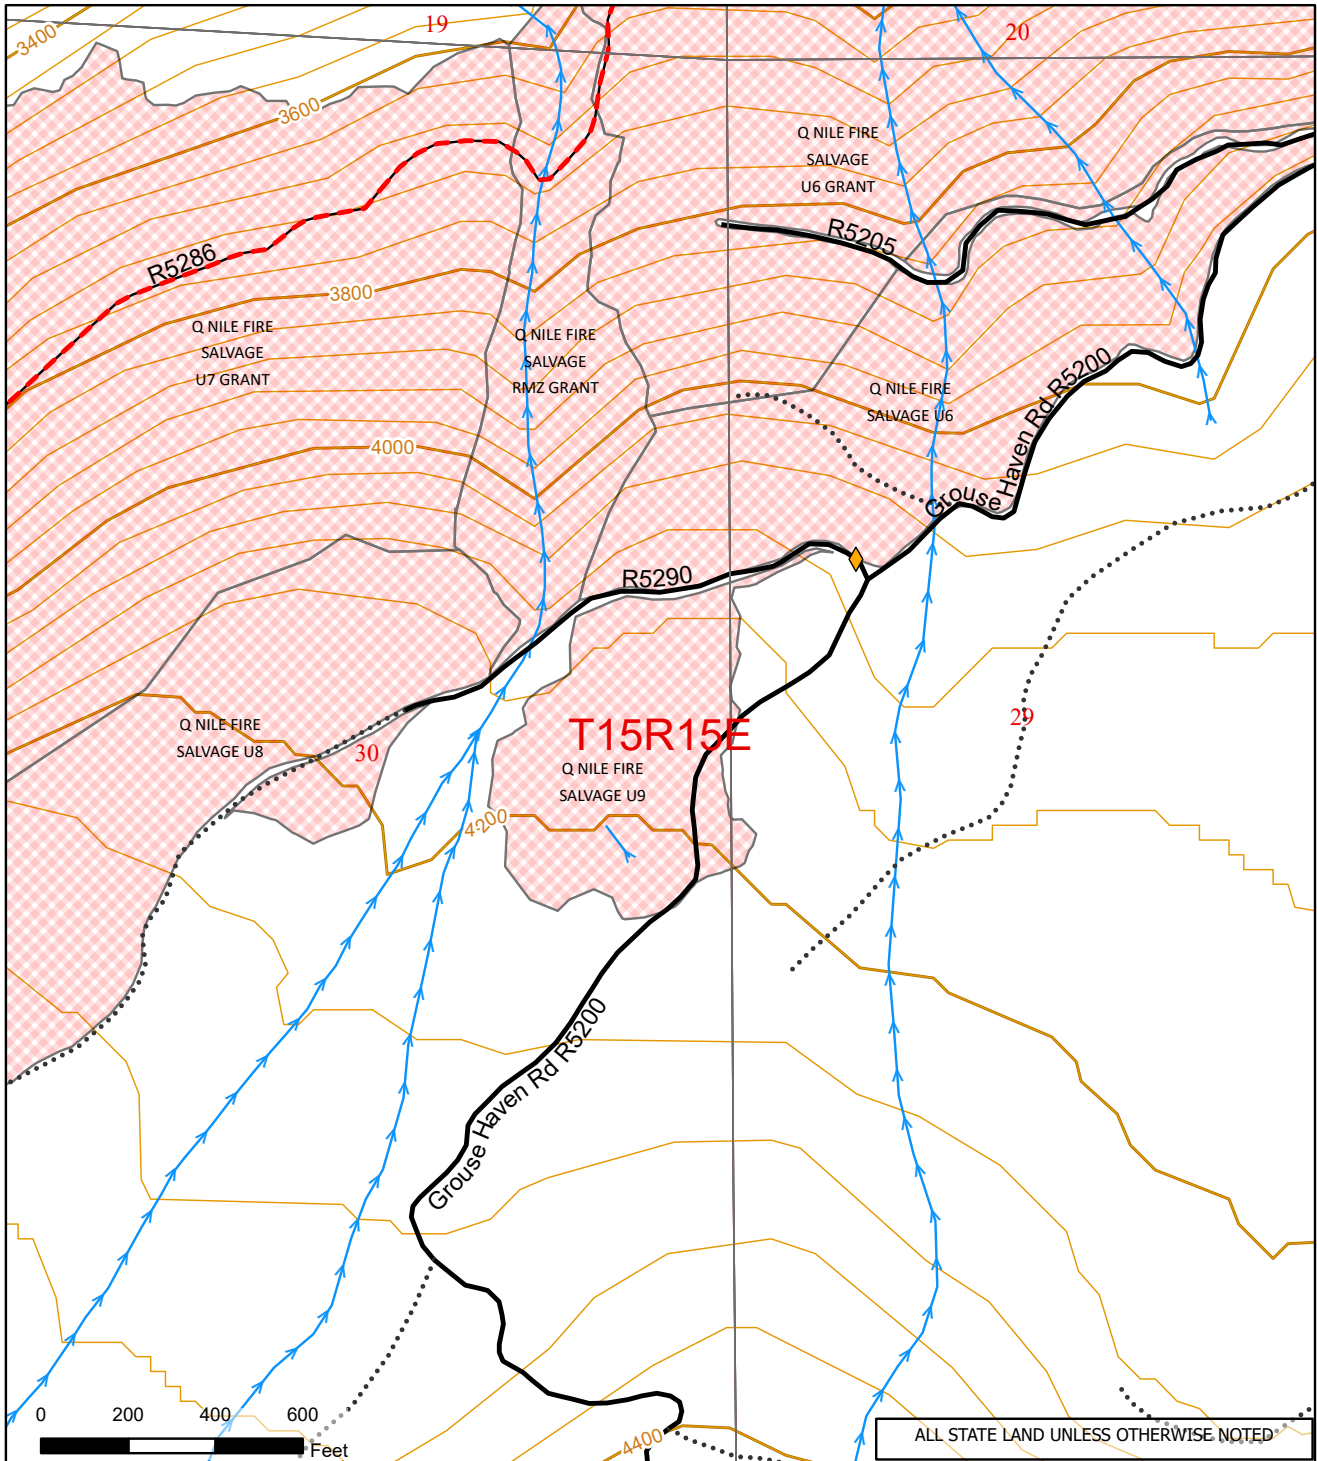 19
20
3400
3600
Q NILE FIRE
SALVAGE
U6 GRANT
R5205
R5286
3800
Q NILE FIRE
SALVAGE
U7 GRANT
Q NILE FIRE
SALVAGE
RMZ GRANT
Q NILE FIRE
SALVAGE U6
Grouse Haven Rd R5200
4000
R5290
Q NILE FIRE
SALVAGE U8
30
T15R15E
29
Q NILE FIRE
SALVAGE U9
4200
Grouse Haven Rd R5200
0 200 400 600
Feet
4400
ALL STATE LAND UNLESS OTHERWISE NOTED